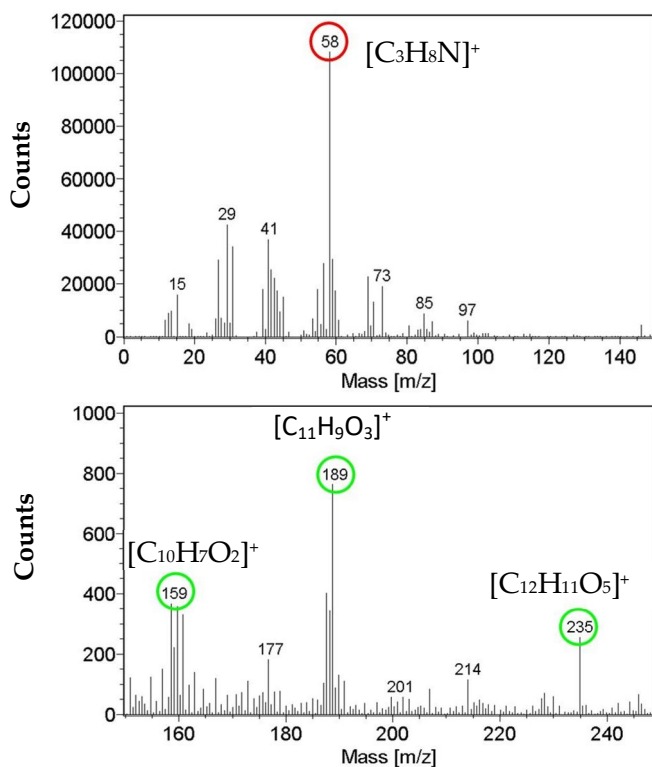 120000
100000
80000
60000
40000
20000
0
Counts
58
[C₃H₈N]⁺
29
41
15
73
85
97
0 20 40 60 80 100 120 140
Mass [m/z]
1000
800
600
400
200
0
Counts
[C₁₁H₉O₃]⁺
189
[C₁₀H₇O₂]⁺
159
[C₁₂H₁₁O₅]⁺
235
177
201
214
160 180 200 220 240
Mass [m/z]